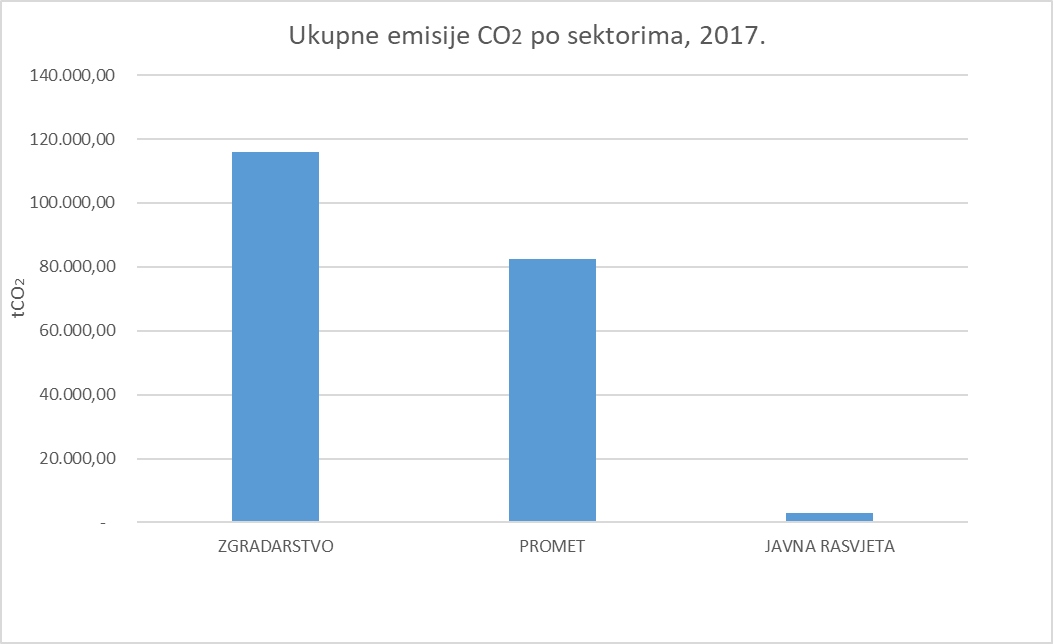 Ukupne emisije CO2 po sektorima, 2017.
140.000,00
120.000,00
100.000,00
80.000,00
60.000,00
40.000,00
20.000,00
-
tCO2
ZGRADARSTVO
PROMET
JAVNA RASVJETA